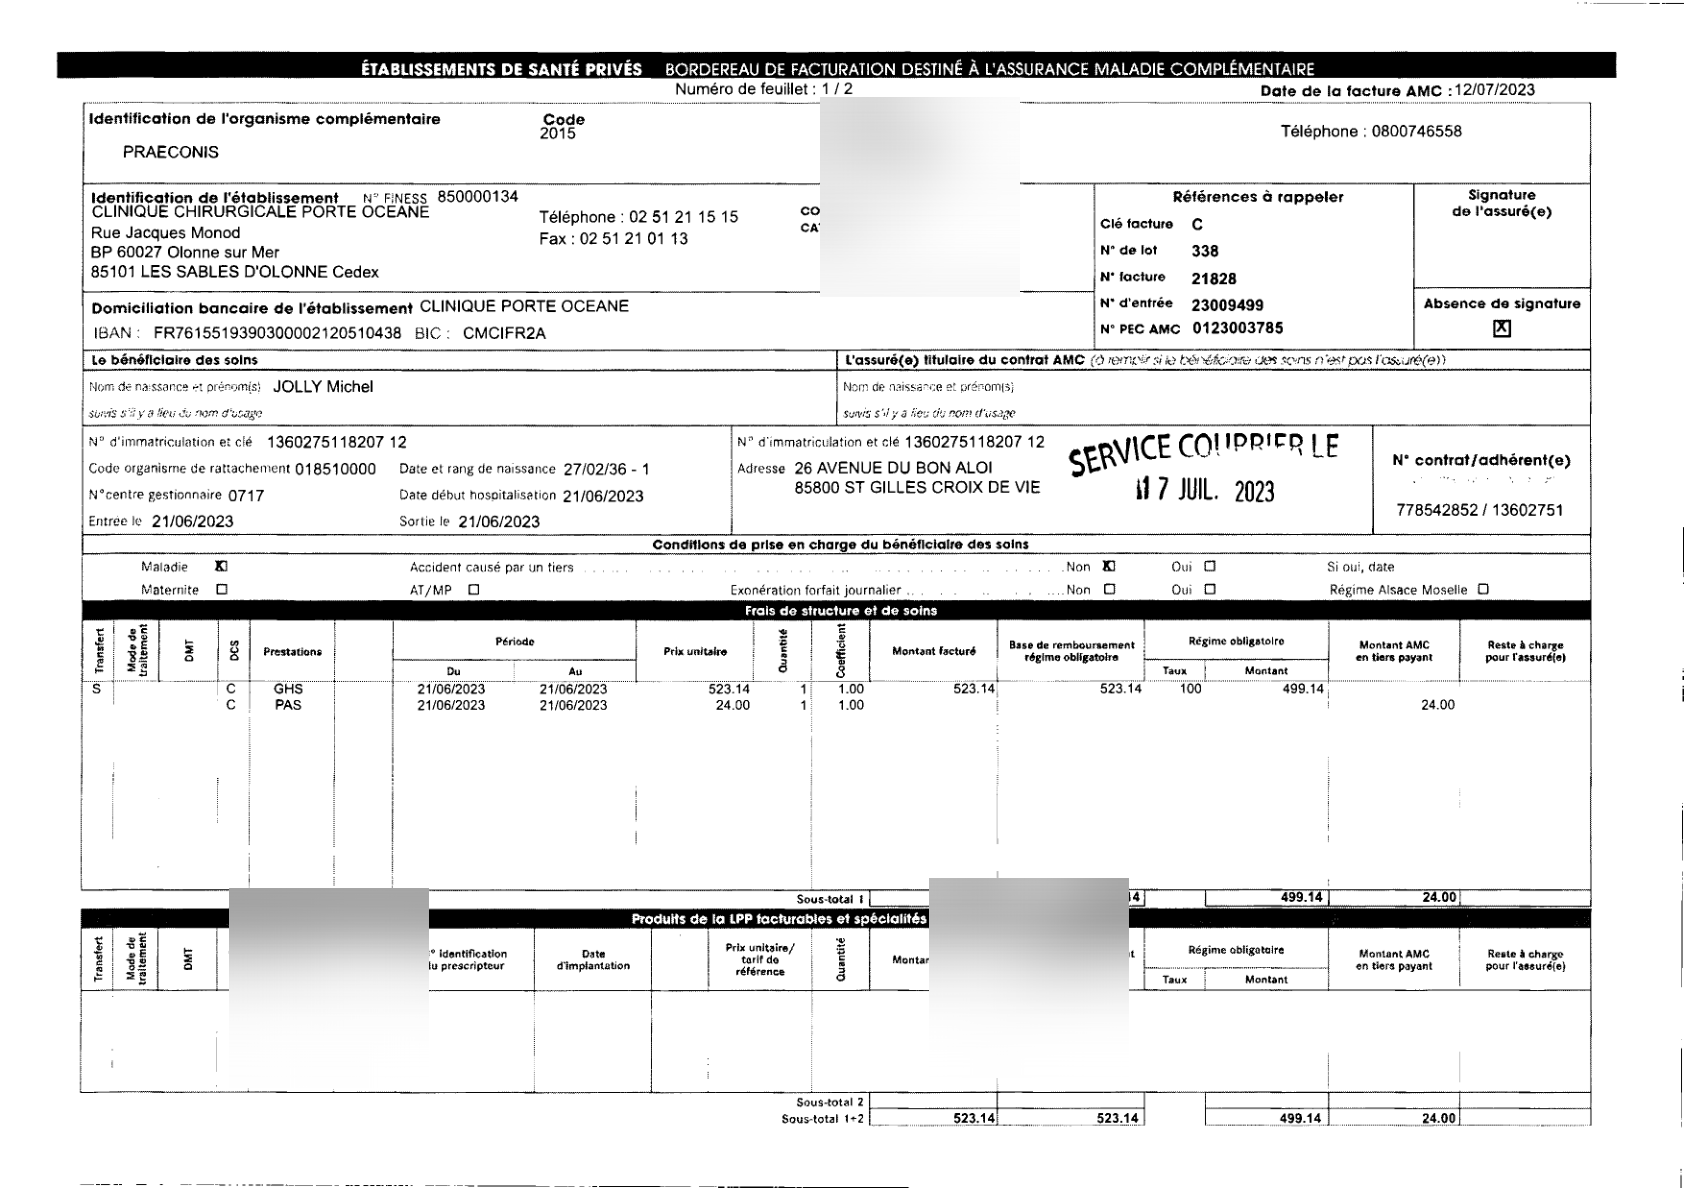 ÉTABLISSEMENTS DE SANTÉ PRIVÉS BORDEREAU DE FACTURATION DESTINÉ À L'ASSURANCE MALADIE COMPLÉMENTAIRE
Numéro de feuillet : 1 / 2
Date de la facture AMC : 12/07/2023
Identification de l'organisme complémentaire
Code
2015
Téléphone : 0800746558
PRAECONIS
Identification de l'établissement N° FINESS 850000134
CLINIQUE CHIRURGICALE PORTE OCEANE
Rue Jacques Monod
BP 60027 Olonne sur Mer
85101 LES SABLES D'OLONNE Cedex
Téléphone : 02 51 21 15 15
Fax : 02 51 21 01 13
Références à rappeler
Clé facture C
N° de lot 338
N° facture 21828
N° d'entrée 23009499
N° PEC AMC 0123003785
Signature
de l'assuré(e)
Absence de signature
X
Domiciliation bancaire de l'établissement CLINIQUE PORTE OCEANE
IBAN : FR7615519390300002120510438 BIC : CMCIFR2A
Le bénéficiaire des soins
L'assuré(e) titulaire du contrat AMC (à remplir si le bénéficiaire des soins n'est pas l'assuré(e))
Nom de naissance et prénom(s) JOLLY Michel
suivis s'il y a lieu du nom d'usage
Nom de naissance et prénom(s)
suivis s'il y a lieu du nom d'usage
N° d'immatriculation et clé 1360275118207 12
Code organisme de rattachement 018510000 Date et rang de naissance 27/02/36 - 1
N°centre gestionnaire 0717 Date début hospitalisation 21/06/2023
Entrée le 21/06/2023 Sortie le 21/06/2023
N° d'immatriculation et clé 1360275118207 12
Adresse 26 AVENUE DU BON ALOI
85800 ST GILLES CROIX DE VIE
SERVICE COURRIER LE
17 JUIL. 2023
N° contrat/adhérent(e)
778542852 / 13602751
Conditions de prise en charge du bénéficiaire des soins
Maladie X Accident causé par un tiers Non X Oui Si oui, date
Maternite AT/MP Exonération forfait journalier Non Oui Régime Alsace Moselle
Frais de structure et de soins
Transfert Mode de traitement DMT DCS Prestations Période Du Au Prix unitaire Quantité Coefficient Montant facturé Base de remboursement régime obligatoire Régime obligatoire Taux Montant Montant AMC en tiers payant Reste à charge pour l'assuré(e)
S C GHS 21/06/2023 21/06/2023 523.14 1 1.00 523.14 523.14 100 499.14
C PAS 21/06/2023 21/06/2023 24.00 1 1.00 24.00
Sous-total 1 499.14 24.00
Produits de la LPP facturables et spécialités
Transfert Mode de traitement DMT Date d'implantation Prix unitaire/ tarif de référence Quantité Régime obligatoire Taux Montant Montant AMC en tiers payant Reste à charge pour l'assuré(e)
Sous-total 2
Sous-total 1+2 523.14 523.14 499.14 24.00